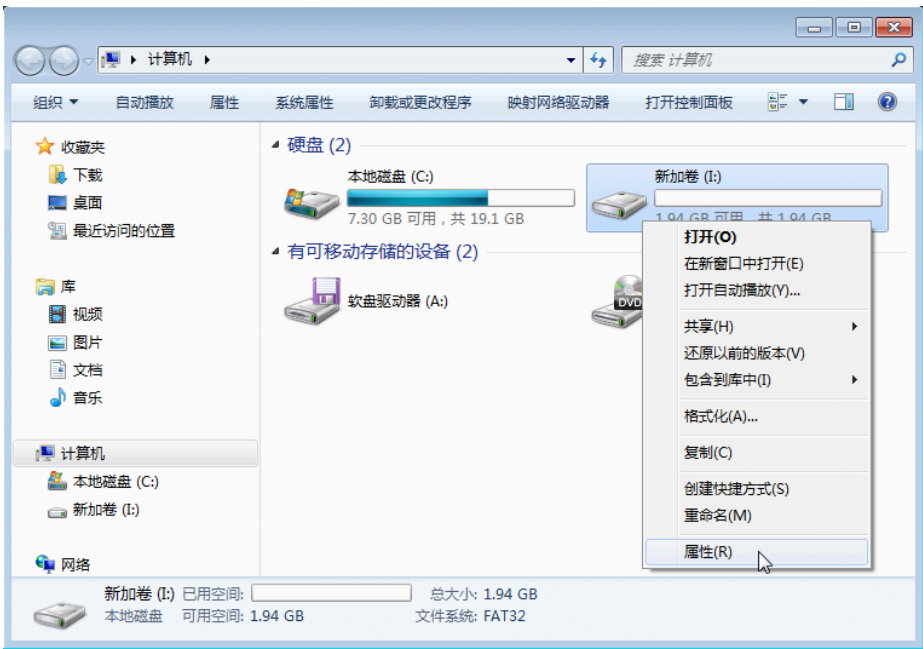 计算机
搜索 计算机
组织 自动播放 属性 系统属性 卸载或更改程序 映射网络驱动器 打开控制面板
收藏夹
下载
桌面
最近访问的位置
库
视频
图片
文档
音乐
计算机
本地磁盘 (C:)
新加卷 (I:)
网络
硬盘 (2)
本地磁盘 (C:)
7.30 GB 可用，共 19.1 GB
新加卷 (I:)
1.94 GB 可用，共 1.94 GB
有可移动存储的设备 (2)
软盘驱动器 (A:)
DVD
打开(O)
在新窗口中打开(E)
打开自动播放(Y)...
共享(H)
还原以前的版本(V)
包含到库中(I)
格式化(A)...
复制(C)
创建快捷方式(S)
重命名(M)
属性(R)
新加卷 (I:) 已用空间: 总大小: 1.94 GB
本地磁盘 可用空间: 1.94 GB 文件系统: FAT32